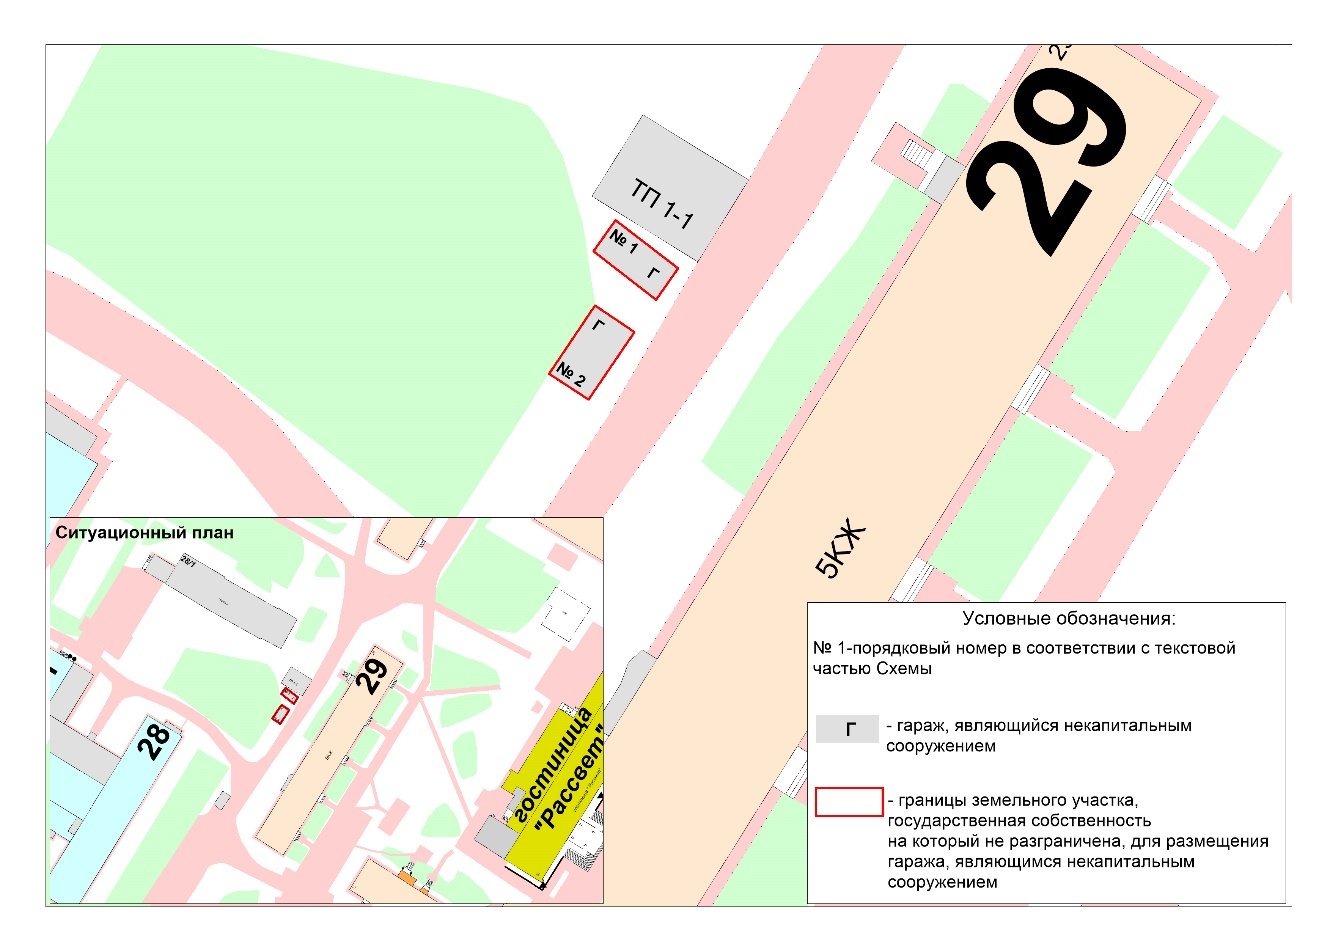 29
ТП 1-1
№ 1
Г
Г
№ 2
5КЖ
Ситуационный план
28/1
29
28
гостиница
"Рассвет"
Условные обозначения:
№ 1-порядковый номер в соответствии с текстовой
частью Схемы
Г
- гараж, являющийся некапитальным
сооружением
- границы земельного участка,
государственная собственность
на который не разграничена, для размещения
гаража, являющимся некапитальным
сооружением